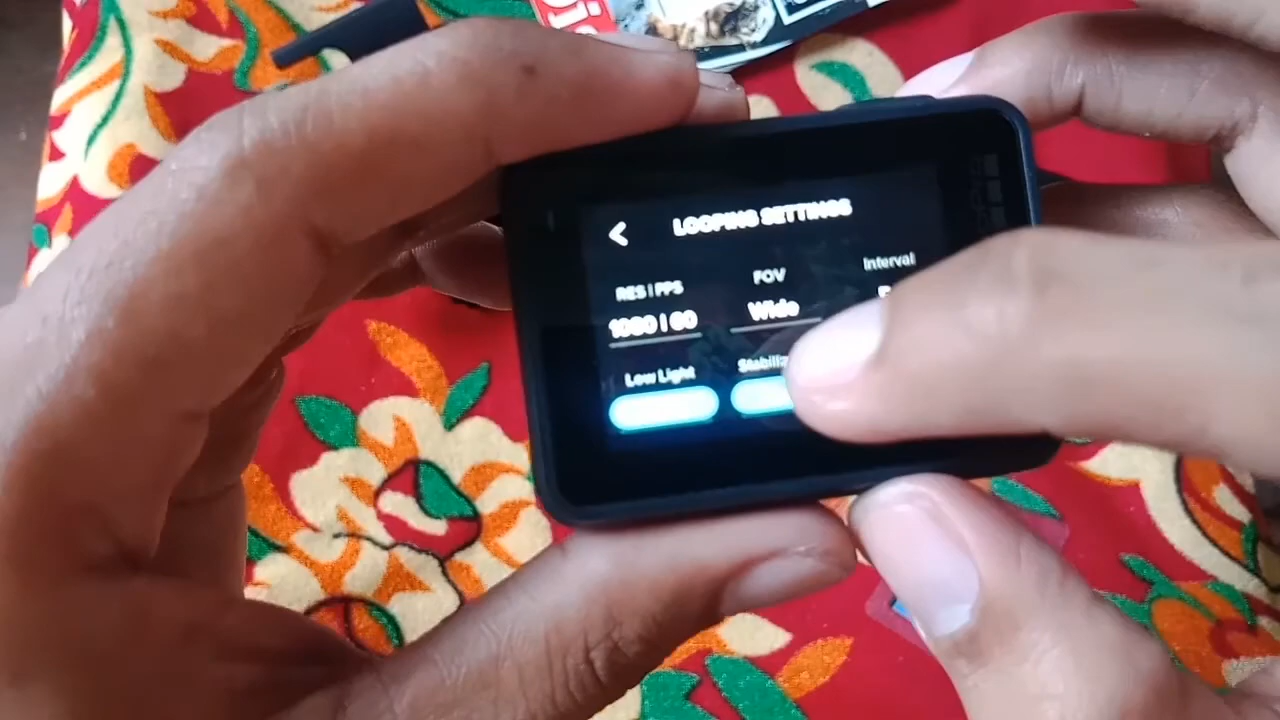 LOOPING SETTINGS
RES | FPS
FOV
Interval
1080 | 60
Wide
Low Light